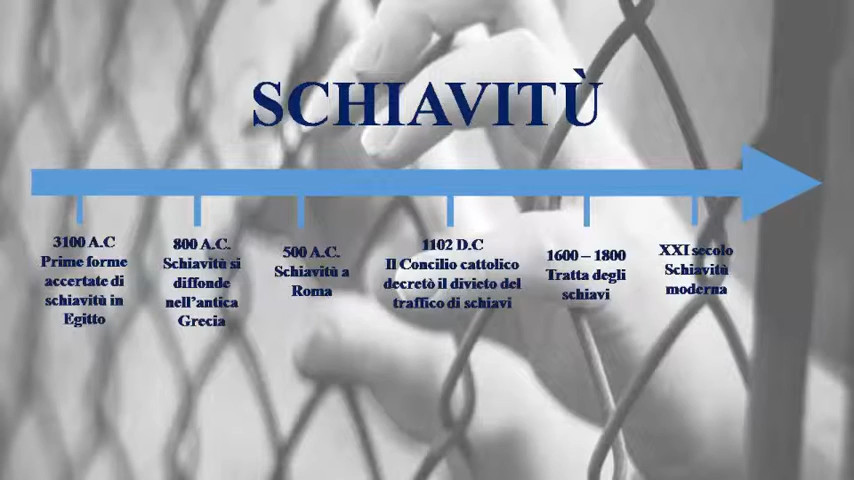 SCHIAVITÙ
3100 A.C
Prime forme
accertate di
schiavitù in
Egitto
800 A.C.
Schiavitù si
diffonde
nell'antica
Grecia
500 A.C.
Schiavitù a
Roma
1102 D.C
Il Concilio cattolico
decretò il divieto del
traffico di schiavi
1600 – 1800
Tratta degli
schiavi
XXI secolo
Schiavitù
moderna